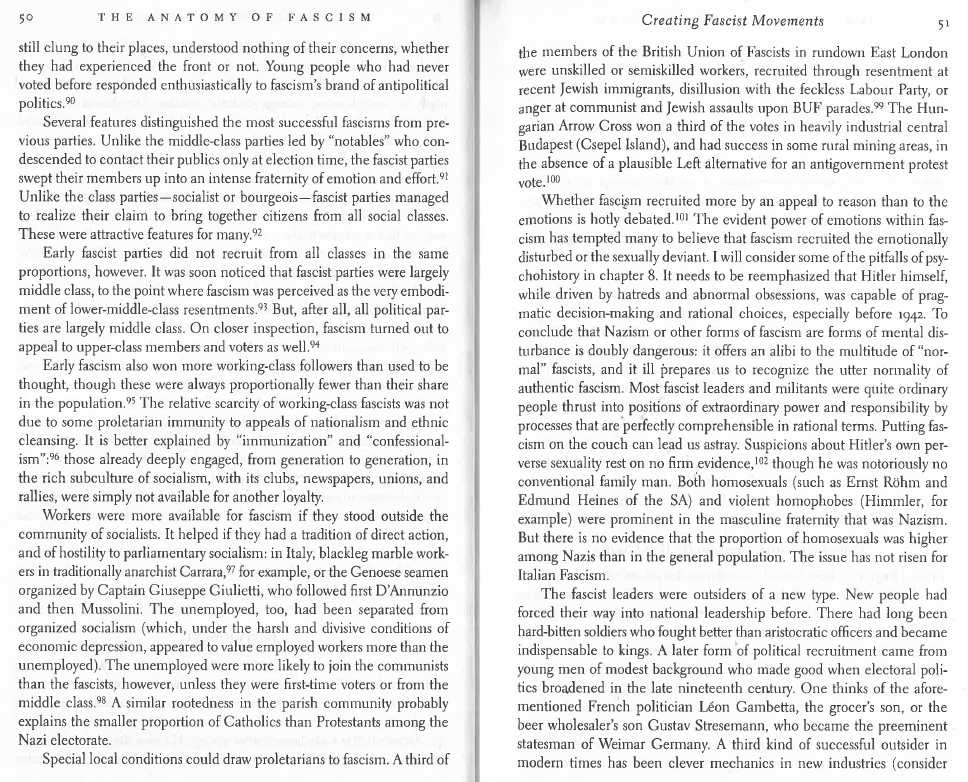 50 THE ANATOMY OF FASCISM
still clung to their places, understood nothing of their concerns, whether
they had experienced the front or not. Young people who had never
voted before responded enthusiastically to fascism's brand of antipolitical
politics.90
Several features distinguished the most successful fascisms from pre-
vious parties. Unlike the middle-class parties led by “notables” who con-
descended to contact their publics only at election time, the fascist parties
swept their members up into an intense fraternity of emotion and effort.91
Unlike the class parties—socialist or bourgeois—fascist parties managed
to realize their claim to bring together citizens from all social classes.
These were attractive features for many.92
Early fascist parties did not recruit from all classes in the same
proportions, however. It was soon noticed that fascist parties were largely
middle class, to the point where fascism was perceived as the very embodi-
ment of lower-middle-class resentments.93 But, after all, all political par-
ties are largely middle class. On closer inspection, fascism turned out to
appeal to upper-class members and voters as well.94
Early fascism also won more working-class followers than used to be
thought, though these were always proportionally fewer than their share
in the population.95 The relative scarcity of working-class fascists was not
due to some proletarian immunity to appeals of nationalism and ethnic
cleansing. It is better explained by “immunization” and “confessional-
ism”:96 those already deeply engaged, from generation to generation, in
the rich subculture of socialism, with its clubs, newspapers, unions, and
rallies, were simply not available for another loyalty.
Workers were more available for fascism if they stood outside the
community of socialists. It helped if they had a tradition of direct action,
and of hostility to parliamentary socialism: in Italy, blackleg marble work-
ers in traditionally anarchist Carrara,97 for example, or the Genoese seamen
organized by Captain Giuseppe Giulietti, who followed first D'Annunzio
and then Mussolini. The unemployed, too, had been separated from
organized socialism (which, under the harsh and divisive conditions of
economic depression, appeared to value employed workers more than the
unemployed). The unemployed were more likely to join the communists
than the fascists, however, unless they were first-time voters or from the
middle class.98 A similar rootedness in the parish community probably
explains the smaller proportion of Catholics than Protestants among the
Nazi electorate.
Special local conditions could draw proletarians to fascism. A third of
Creating Fascist Movements 51
the members of the British Union of Fascists in rundown East London
were unskilled or semiskilled workers, recruited through resentment at
recent Jewish immigrants, disillusion with the feckless Labour Party, or
anger at communist and Jewish assaults upon BUF parades.99 The Hun-
garian Arrow Cross won a third of the votes in heavily industrial central
Budapest (Csepel Island), and had success in some rural mining areas, in
the absence of a plausible Left alternative for an antigovernment protest
vote.100
Whether fascism recruited more by an appeal to reason than to the
emotions is hotly debated.101 The evident power of emotions within fas-
cism has tempted many to believe that fascism recruited the emotionally
disturbed or the sexually deviant. I will consider some of the pitfalls of psy-
chohistory in chapter 8. It needs to be reemphasized that Hitler himself,
while driven by hatreds and abnormal obsessions, was capable of prag-
matic decision-making and rational choices, especially before 1942. To
conclude that Nazism or other forms of fascism are forms of mental dis-
turbance is doubly dangerous: it offers an alibi to the multitude of “nor-
mal” fascists, and it ill prepares us to recognize the utter normality of
authentic fascism. Most fascist leaders and militants were quite ordinary
people thrust into positions of extraordinary power and responsibility by
processes that are perfectly comprehensible in rational terms. Putting fas-
cism on the couch can lead us astray. Suspicions about Hitler's own per-
verse sexuality rest on no firm evidence,102 though he was notoriously no
conventional family man. Both homosexuals (such as Ernst Röhm and
Edmund Heines of the SA) and violent homophobes (Himmler, for
example) were prominent in the masculine fraternity that was Nazism.
But there is no evidence that the proportion of homosexuals was higher
among Nazis than in the general population. The issue has not risen for
Italian Fascism.
The fascist leaders were outsiders of a new type. New people had
forced their way into national leadership before. There had long been
hard-bitten soldiers who fought better than aristocratic officers and became
indispensable to kings. A later form of political recruitment came from
young men of modest background who made good when electoral poli-
tics broadened in the late nineteenth century. One thinks of the afore-
mentioned French politician Léon Gambetta, the grocer's son, or the
beer wholesaler's son Gustav Stresemann, who became the preeminent
statesman of Weimar Germany. A third kind of successful outsider in
modern times has been clever mechanics in new industries (consider